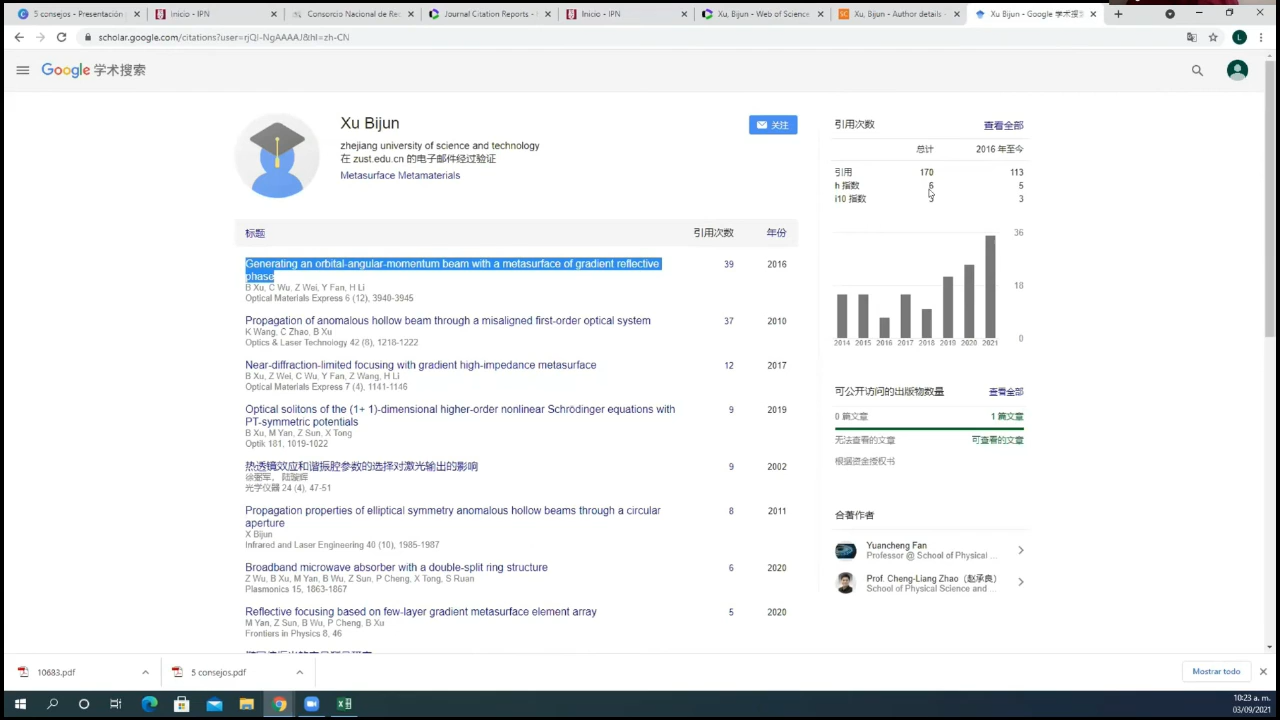 5 consejos - Presentación
Inicio - IPN
Consorcio Nacional de Re
Journal Citation Reports -
Inicio - IPN
Xu, Bijun - Web of Science
Xu, Bijun - Author details -
Xu Bijun - Google 学术搜
scholar.google.com/citations?user=rjQI-NgAAAAJ&hl=zh-CN
L
Google 学术搜索
Xu Bijun
关注
zhejiang university of science and technology
在 zust.edu.cn 的电子邮件经过验证
Metasurface Metamaterials
标题 引用次数 年份
Generating an orbital-angular-momentum beam with a metasurface of gradient reflective 39 2016
phase
B Xu, C Wu, Z Wei, Y Fan, H Li
Optical Materials Express 6 (12), 3940-3945
Propagation of anomalous hollow beam through a misaligned first-order optical system 37 2010
K Wang, C Zhao, B Xu
Optics & Laser Technology 42 (8), 1218-1222
Near-diffraction-limited focusing with gradient high-impedance metasurface 12 2017
B Xu, Z Wei, C Wu, Y Fan, Z Wang, H Li
Optical Materials Express 7 (4), 1141-1146
Optical solitons of the (1+ 1)-dimensional higher-order nonlinear Schrödinger equations with 9 2019
PT-symmetric potentials
B Xu, M Yan, Z Sun, X Tong
Optik 181, 1019-1022
热透镜效应和谐振腔参数的选择对激光输出的影响 9 2002
徐弼军, 陆璇辉
光学仪器 24 (4), 47-51
Propagation properties of elliptical symmetry anomalous hollow beams through a circular 8 2011
aperture
X Bijun
Infrared and Laser Engineering 40 (10), 1985-1987
Broadband microwave absorber with a double-split ring structure 6 2020
Z Wu, B Xu, M Yan, B Wu, Z Sun, P Cheng, X Tong, S Ruan
Plasmonics 15, 1863-1867
Reflective focusing based on few-layer gradient metasurface element array 5 2020
M Yan, Z Sun, B Wu, P Cheng, B Xu
Frontiers in Physics 8, 46
引用次数 查看全部
总计 2016 年至今
引用 170 113
h 指数 6 5
i10 指数 3 3
36
18
0
2014 2015 2016 2017 2018 2019 2020 2021
可公开访问的出版物数量 查看全部
0 篇文章 1 篇文章
无法查看的文章 可查看的文章
根据资金授权书
合著作者
Yuancheng Fan
Professor @ School of Physical ...
Prof. Cheng-Liang Zhao (赵承良)
School of Physical Science and ...
10683.pdf
5 consejos.pdf
Mostrar todo
10:23 a. m.
03/09/2021